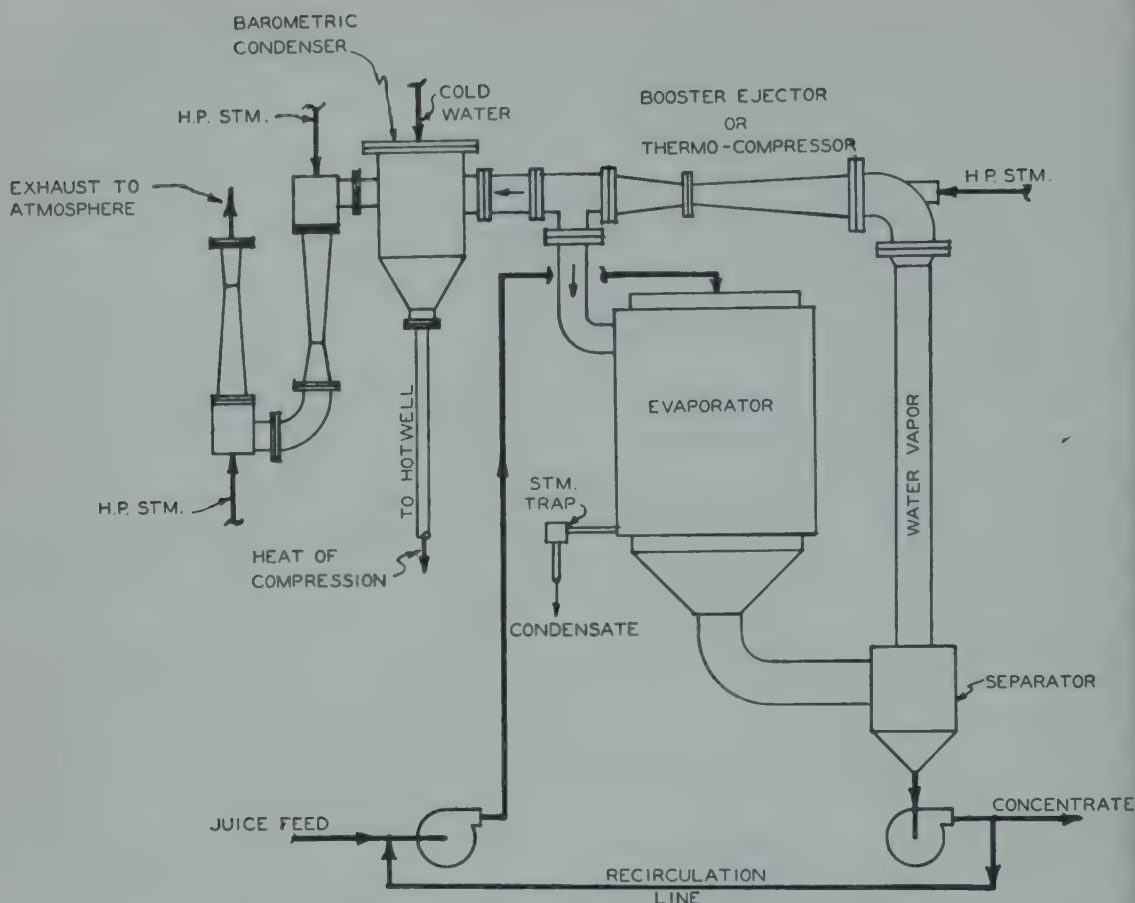 BAROMETRIC
CONDENSER
COLD
WATER
H.P. STM.
BOOSTER EJECTOR
OR
THERMO-COMPRESSOR
EXHAUST TO
ATMOSPHERE
H.P. STM.
EVAPORATOR
WATER VAPOR
TO HOTWELL
STM.
TRAP
H.P. STM.
HEAT OF
COMPRESSION
CONDENSATE
SEPARATOR
JUICE FEED
CONCENTRATE
RECIRCULATION
LINE